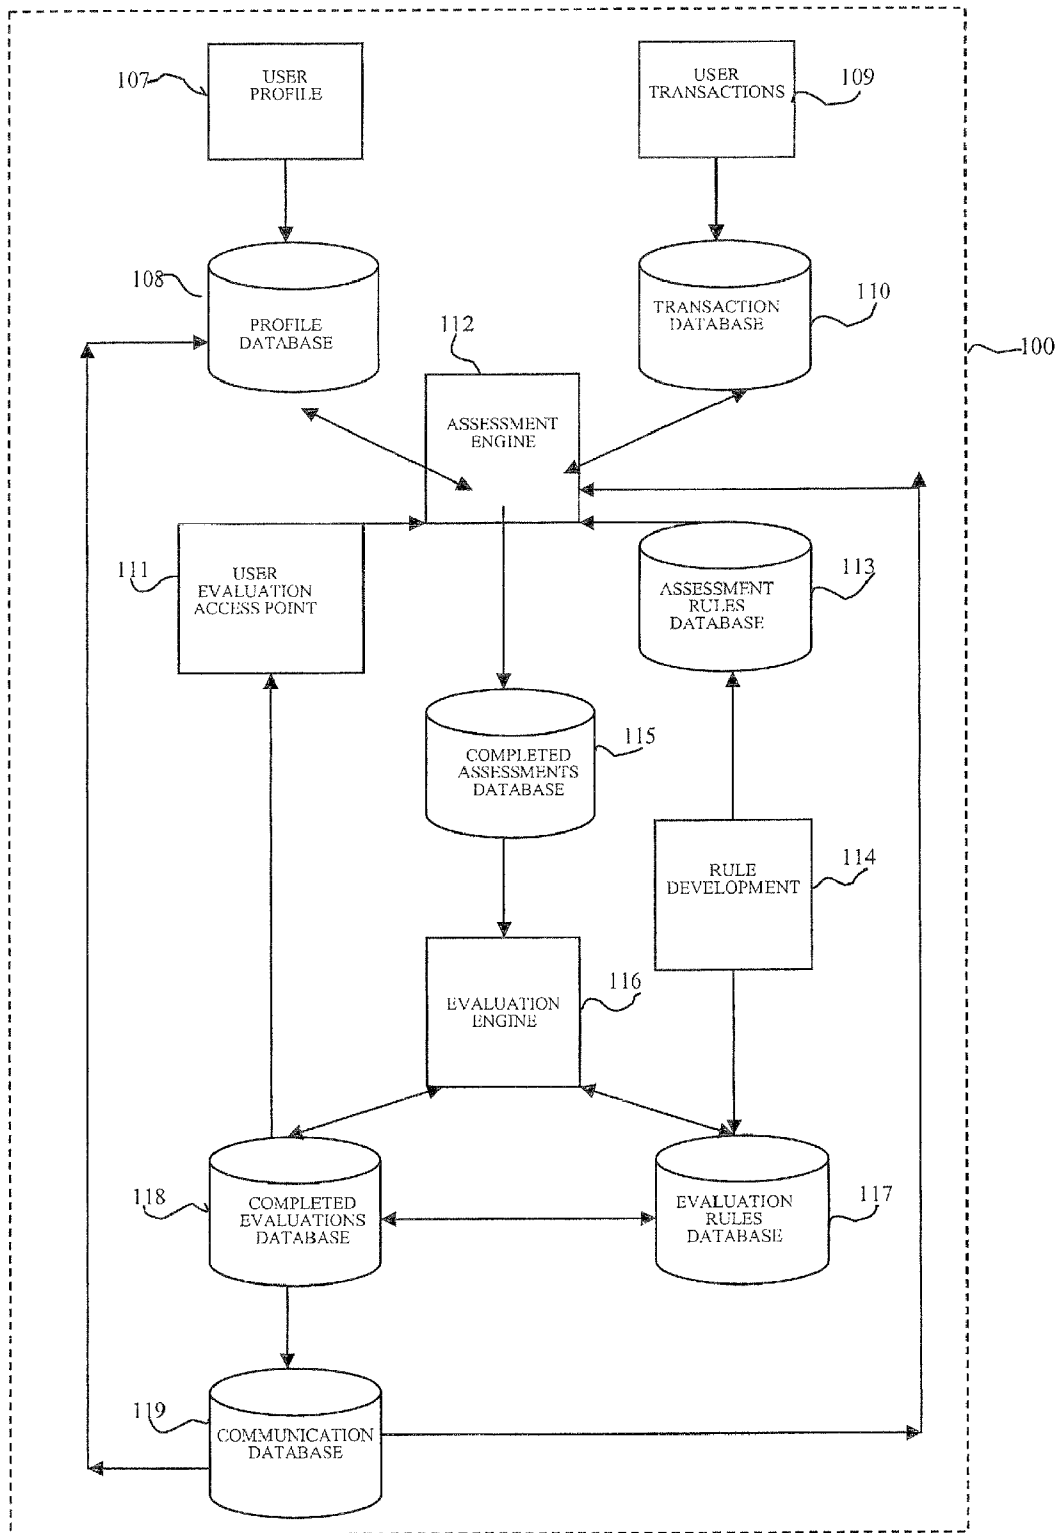 107
USER
PROFILE
USER
TRANSACTIONS
109
108
PROFILE
DATABASE
TRANSACTION
DATABASE
110
112
100
ASSESSMENT
ENGINE
111
USER
EVALUATION
ACCESS POINT
ASSESSMENT
RULES
DATABASE
113
COMPLETED
ASSESSMENTS
DATABASE
115
RULE
DEVELOPMENT
114
EVALUATION
ENGINE
116
118
COMPLETED
EVALUATIONS
DATABASE
EVALUATION
RULES
DATABASE
117
119
COMMUNICATION
DATABASE